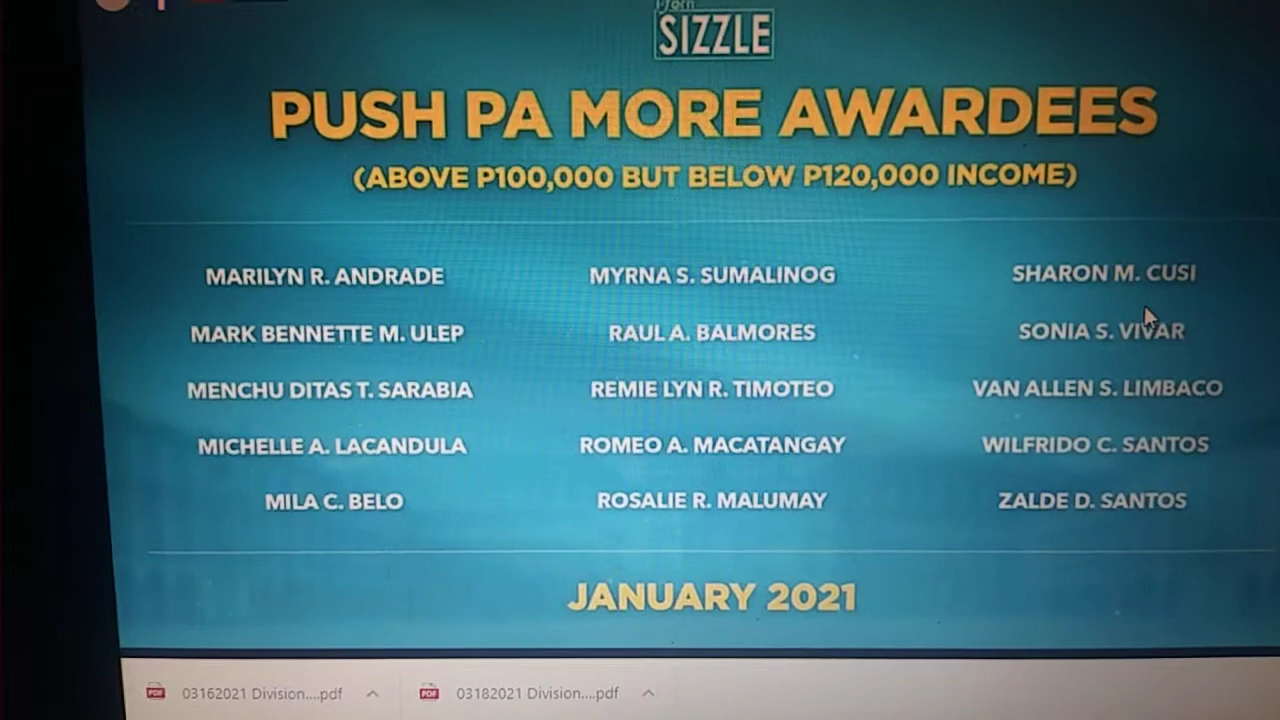 SIZZLE
PUSH PA MORE AWARDEES
(ABOVE P100,000 BUT BELOW P120,000 INCOME)
MARILYN R. ANDRADE
MARK BENNETTE M. ULEP
MENCHU DITAS T. SARABIA
MICHELLE A. LACANDULA
MILA C. BELO
MYRNA S. SUMALINOG
RAUL A. BALMORES
REMIE LYN R. TIMOTEO
ROMEO A. MACATANGAY
ROSALIE R. MALUMAY
SHARON M. CUSI
SONIA S. VIVAR
VAN ALLEN S. LIMBACO
WILFRIDO C. SANTOS
ZALDE D. SANTOS
JANUARY 2021
PDF 03162021 Division....pdf
PDF 03182021 Division....pdf